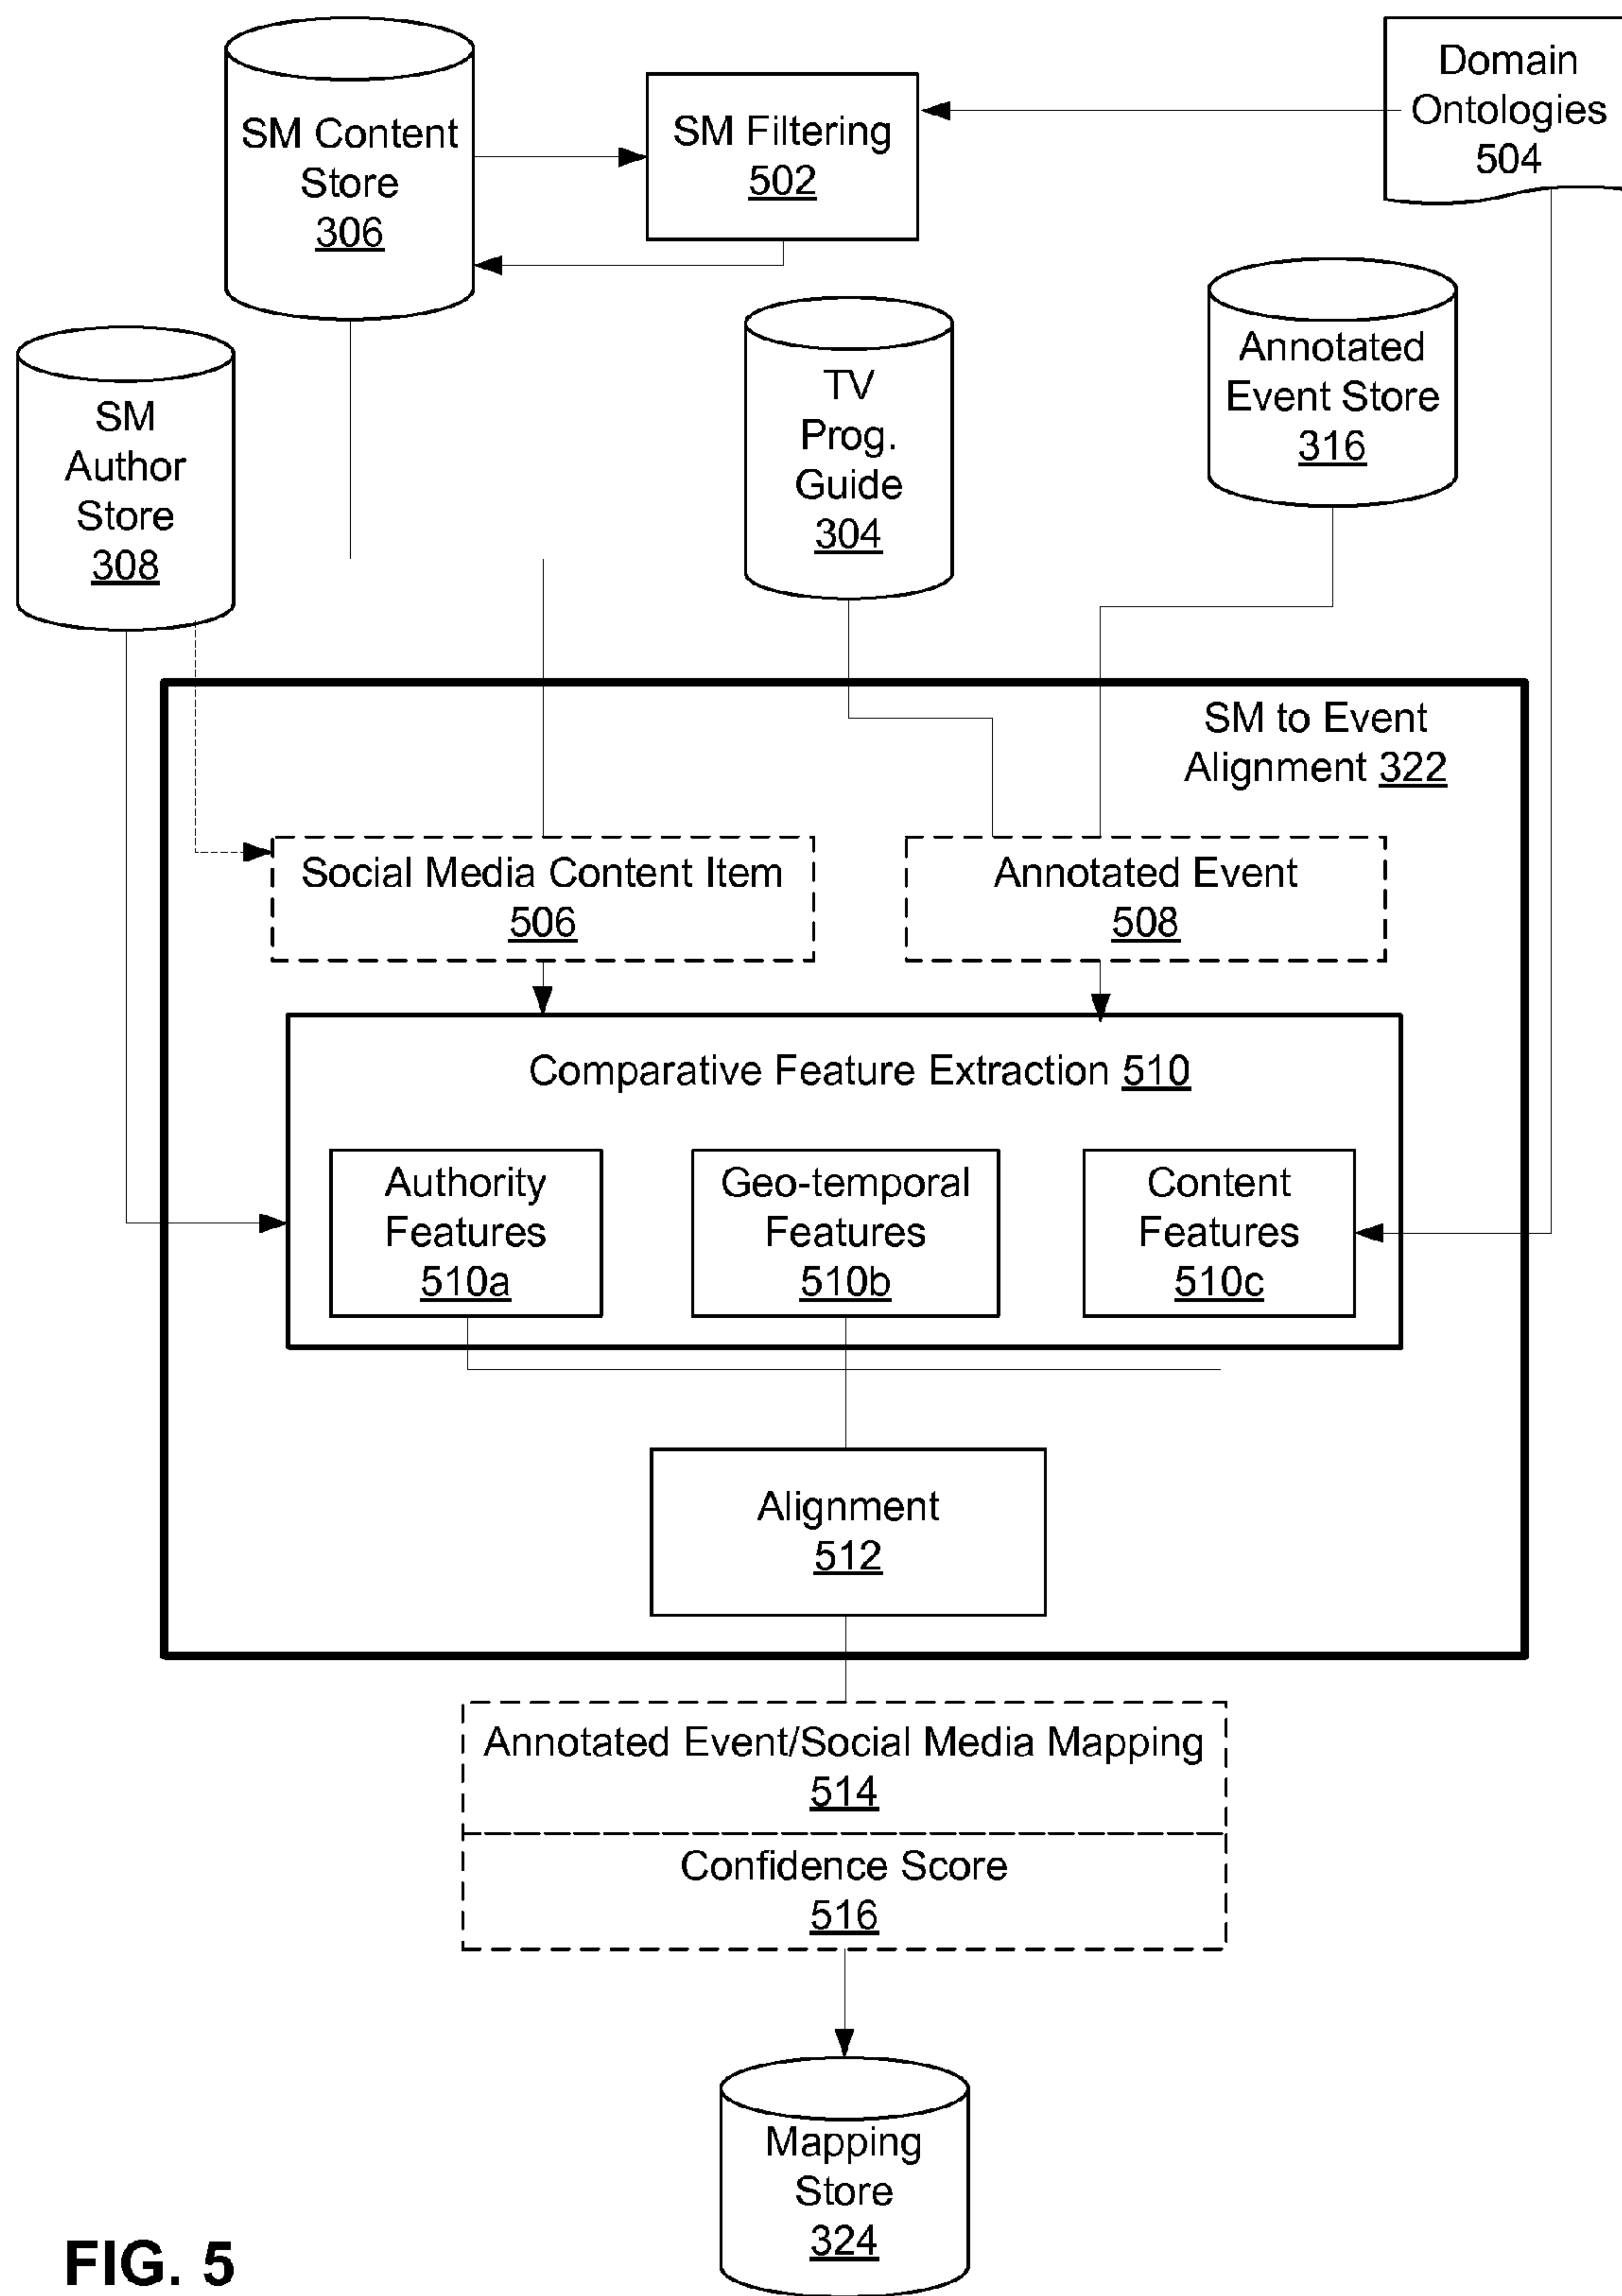 SM Content
Store
306
SM Filtering
502
Domain
Ontologies
504
SM
Author
Store
308
TV
Prog.
Guide
304
Annotated
Event Store
316
SM to Event
Alignment 322
Social Media Content Item
506
Annotated Event
508
Comparative Feature Extraction 510
Authority
Features
510a
Geo-temporal
Features
510b
Content
Features
510c
Alignment
512
Annotated Event/Social Media Mapping
514
Confidence Score
516
Mapping
Store
324
FIG. 5